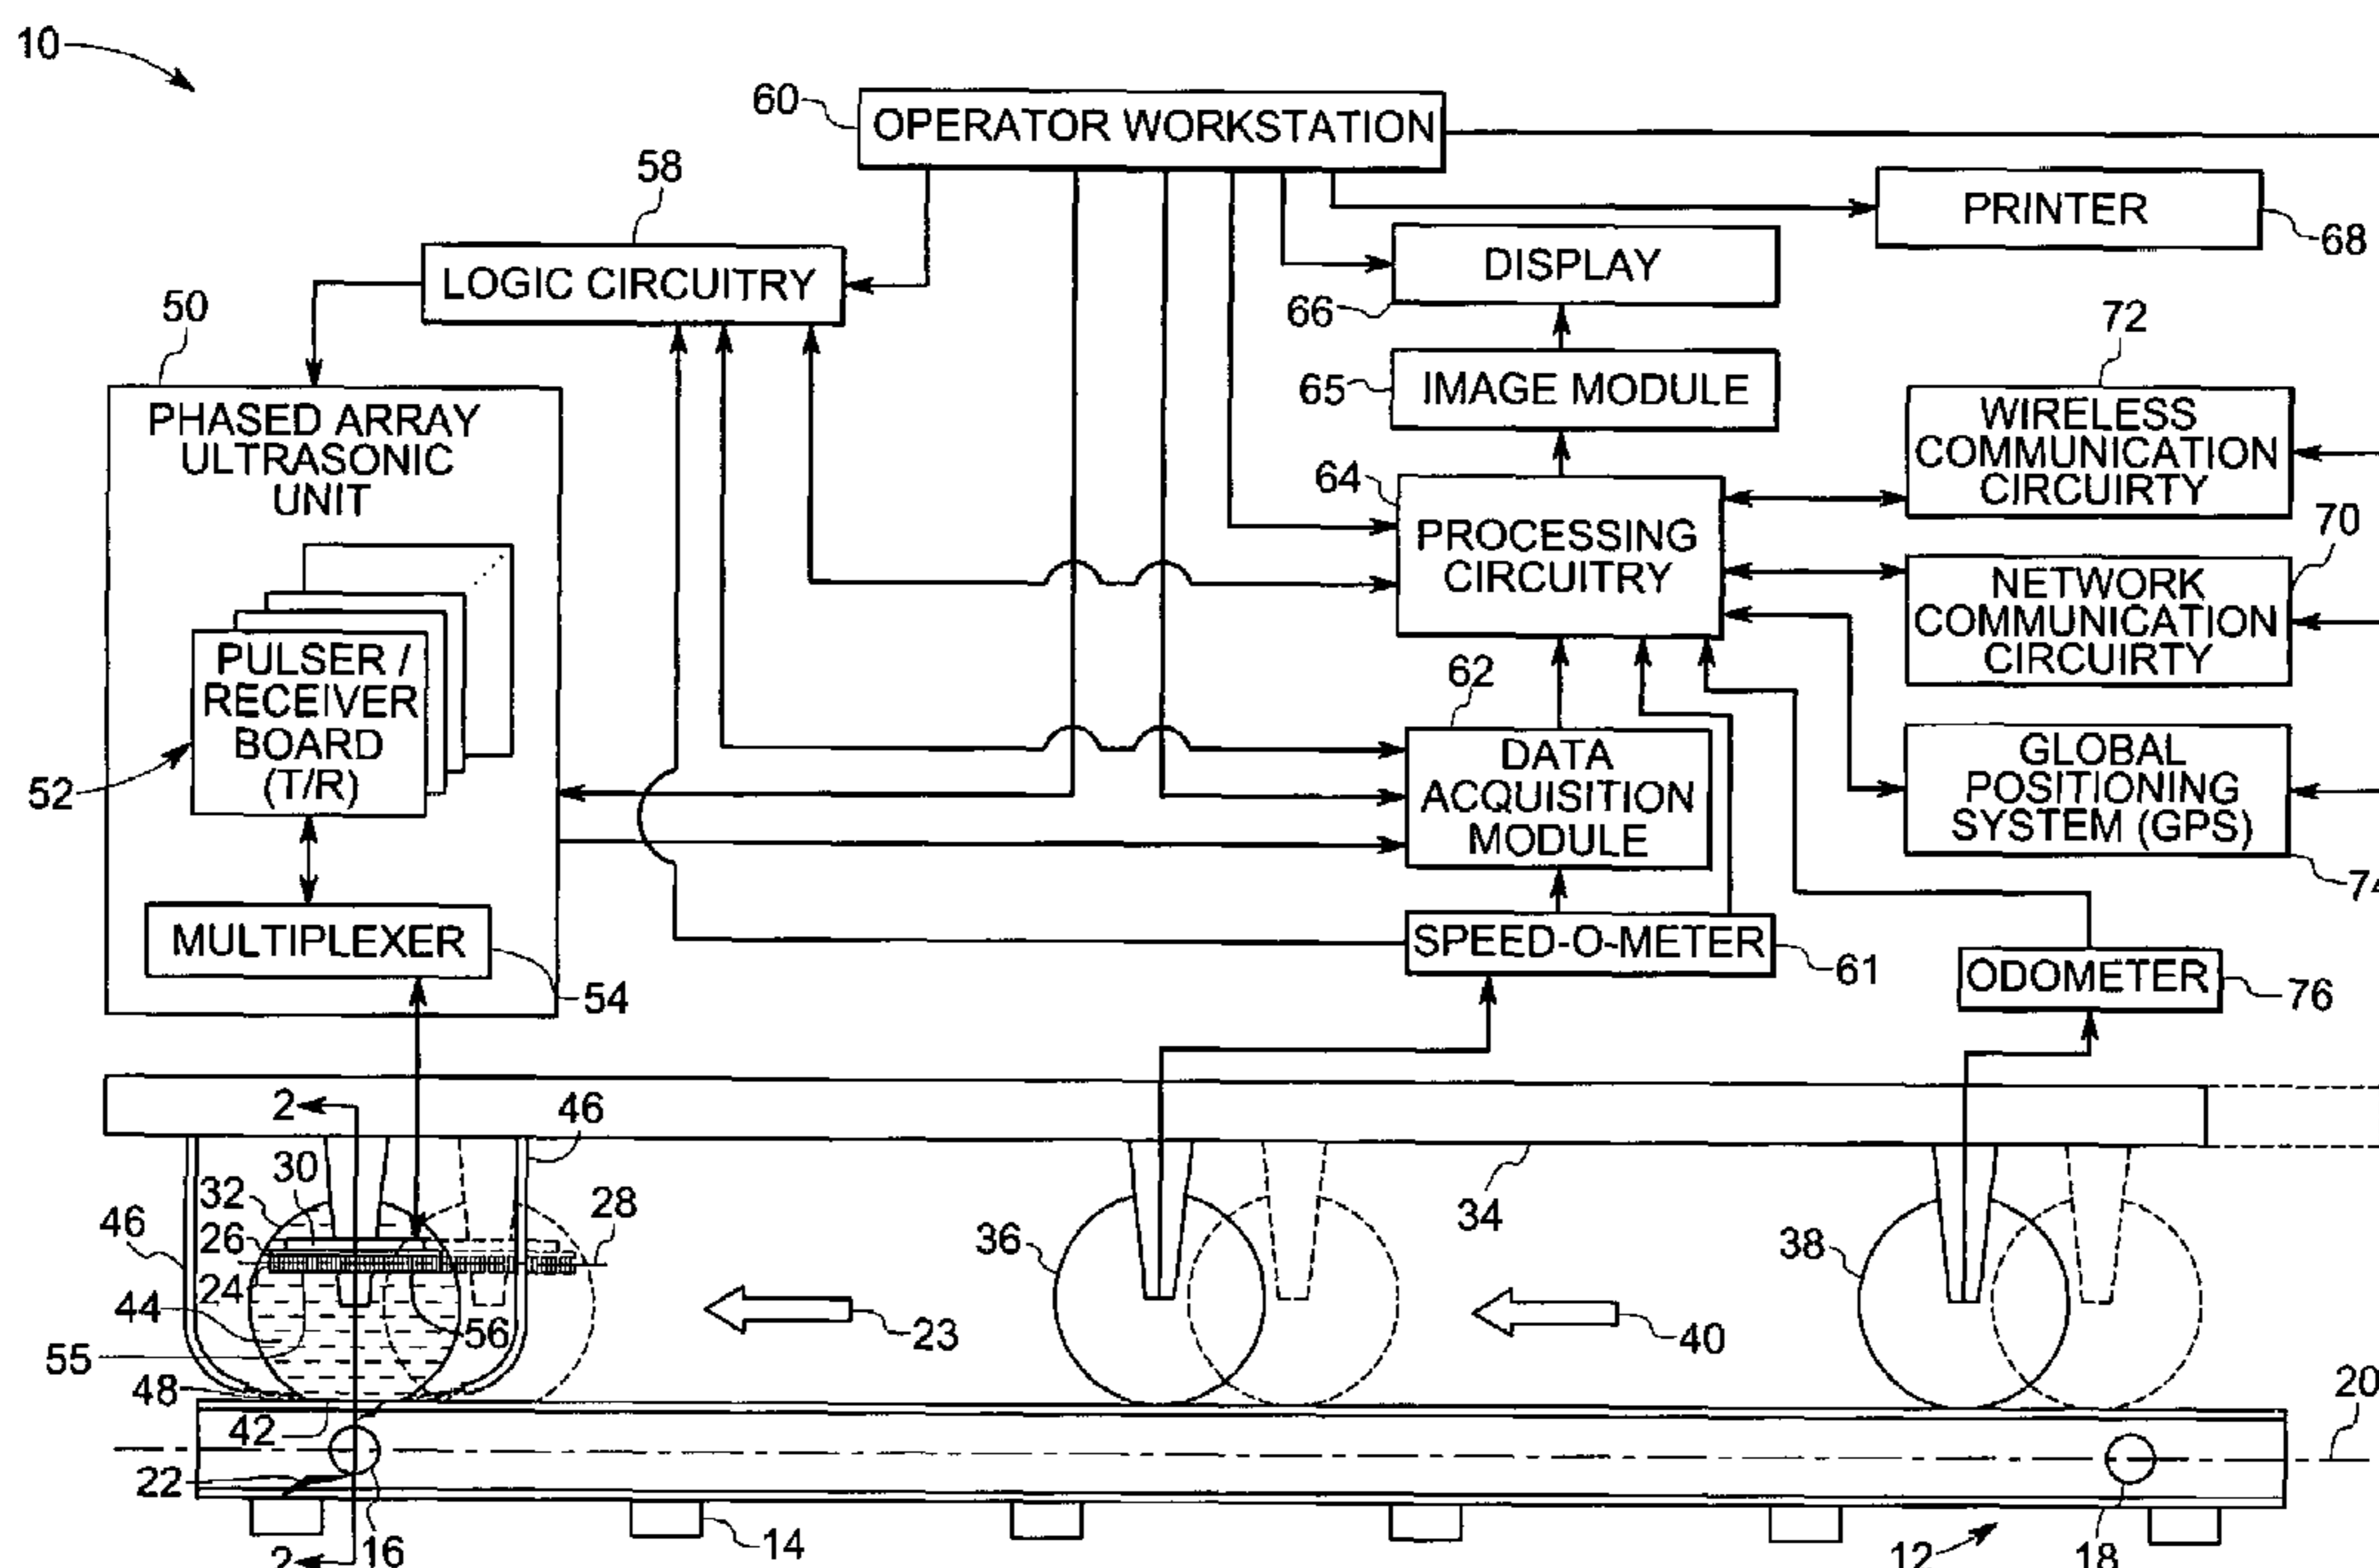 10
60
OPERATOR WORKSTATION
58
PRINTER
68
LOGIC CIRCUITRY
DISPLAY
66
50
72
65
IMAGE MODULE
PHASED ARRAY
ULTRASONIC
UNIT
WIRELESS
COMMUNICATION
CIRCUIRTY
64
PROCESSING
CIRCUITRY
70
NETWORK
COMMUNICATION
CIRCUIRTY
PULSER /
RECEIVER
BOARD
(T/R)
52
62
DATA
ACQUISITION
MODULE
GLOBAL
POSITIONING
SYSTEM (GPS)
74
MULTIPLEXER
54
SPEED-O-METER
61
ODOMETER
76
2
46
30
32
28
46
26
34
36
38
24
44
56
23
40
55
48
42
20
22
16
14
12
18
2